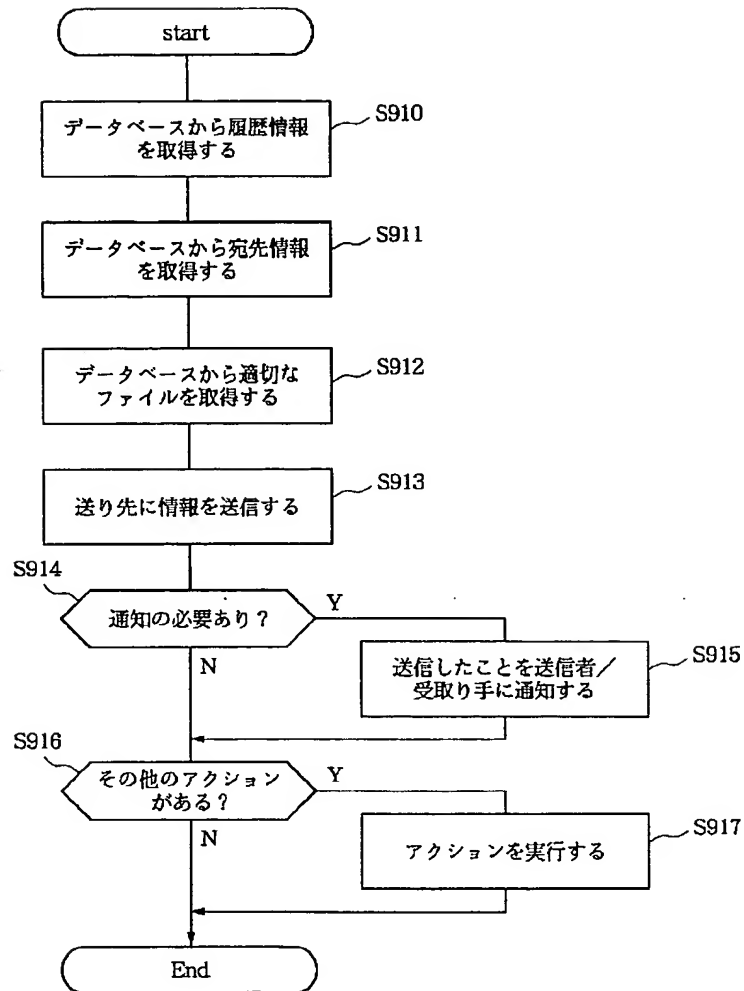 start
データベースから履歴情報
を取得する
S910
データベースから宛先情報
を取得する
S911
データベースから適切な
ファイルを取得する
S912
送り先に情報を送信する
S913
S914
通知の必要あり?
Y
N
送信したことを送信者/
受取り手に通知する
S915
S916
その他のアクション
がある?
Y
N
アクションを実行する
S917
End